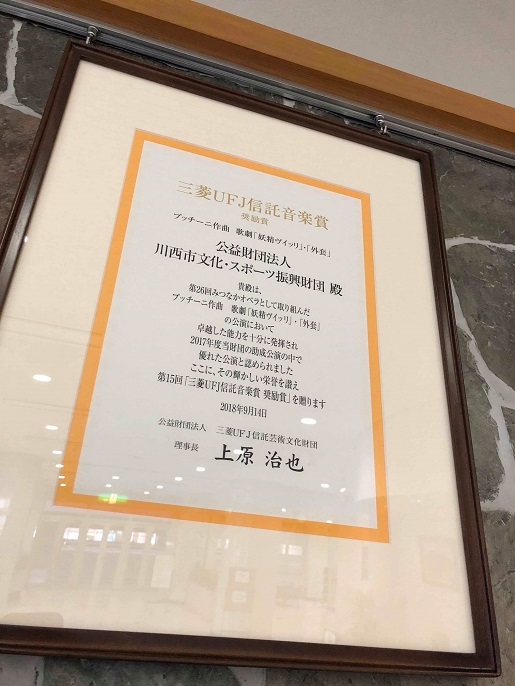 三菱UFJ信託音楽賞
奨励賞
プッチーニ作曲 歌劇「妖精ヴィッリ」・「外套」
公益財団法人
川西市文化・スポーツ振興財団 殿
貴殿は、
第26回みつなかオペラとして取り組んだ
プッチーニ作曲 歌劇「妖精ヴィッリ」・「外套」
の公演において
卓越した能力を十分に発揮され
2017年度当財団の助成公演の中で
優れた公演と認められました
ここに、その輝かしい栄誉を讃え
第15回「三菱UFJ信託音楽賞 奨励賞」を贈ります
2018年9月14日
公益財団法人 三菱UFJ信託芸術文化財団
理事長 上原 治也